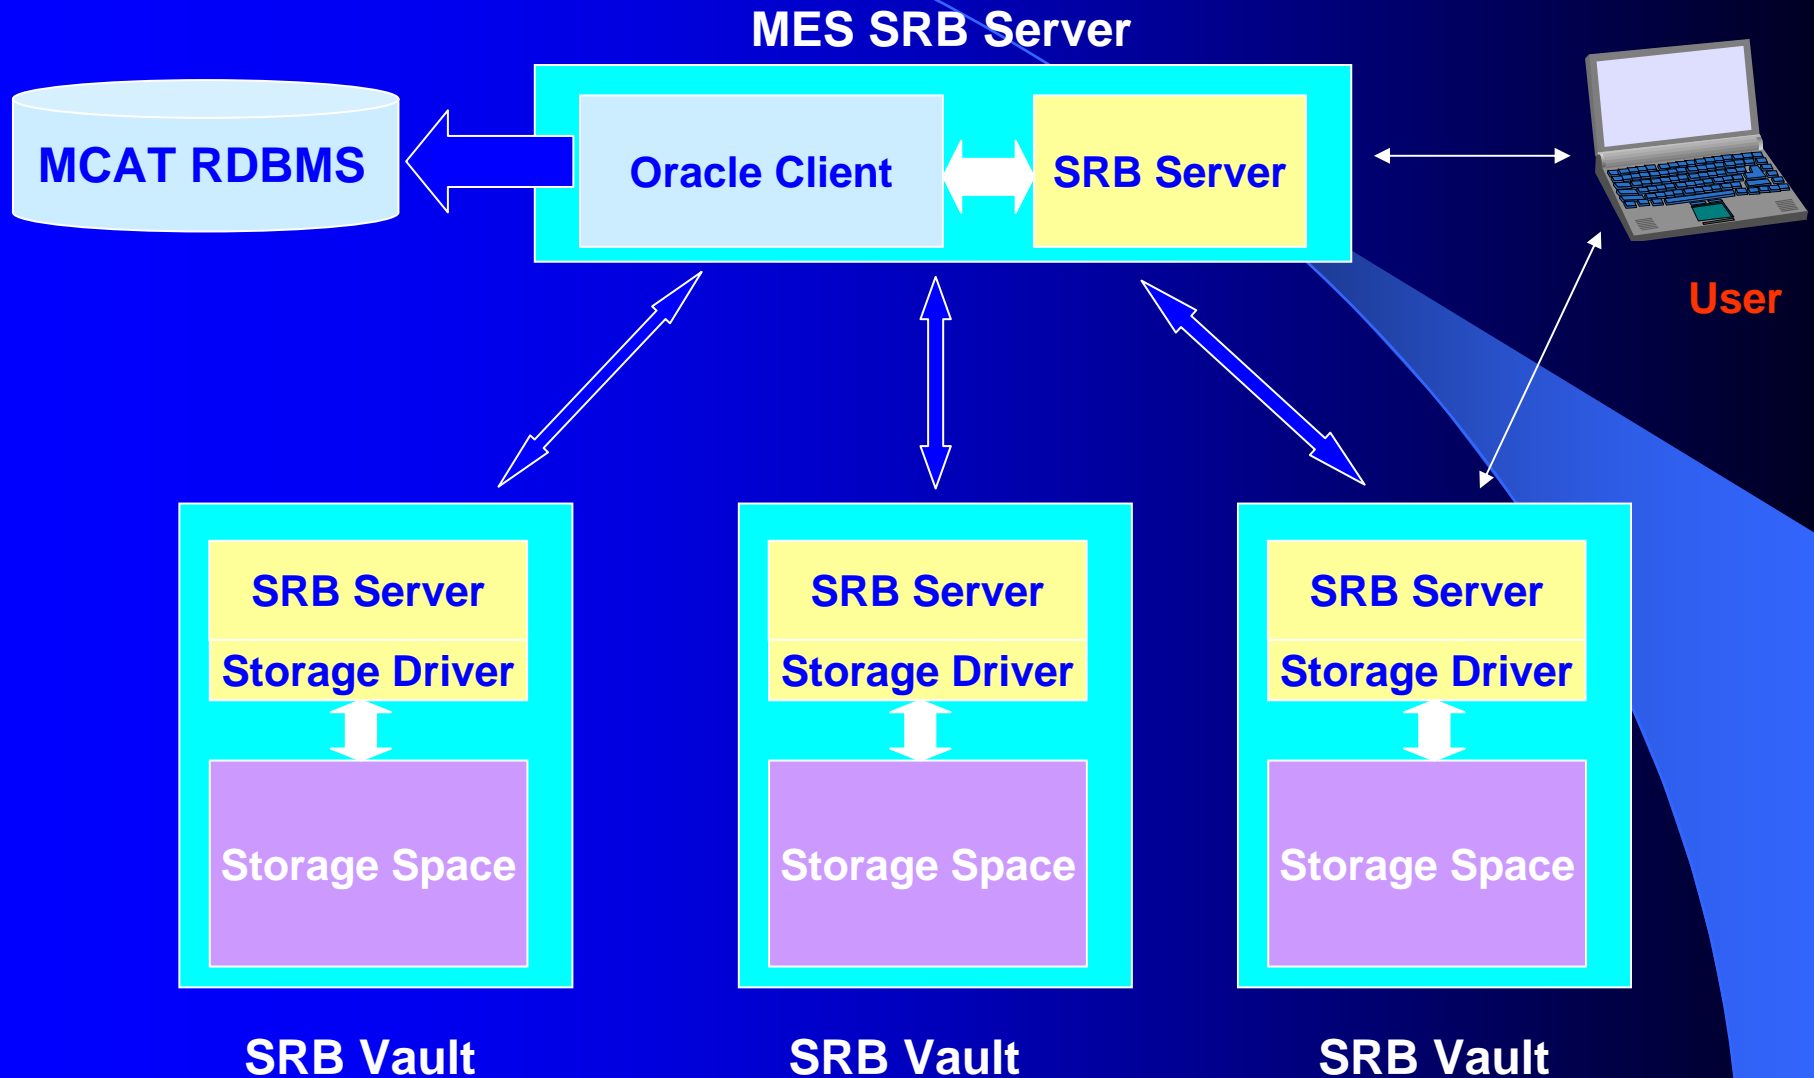 MES SRB Server
MCAT RDBMS
Oracle Client
SRB Server
User
SRB Server
Storage Driver
Storage Space
SRB Vault
SRB Server
Storage Driver
Storage Space
SRB Vault
SRB Server
Storage Driver
Storage Space
SRB Vault